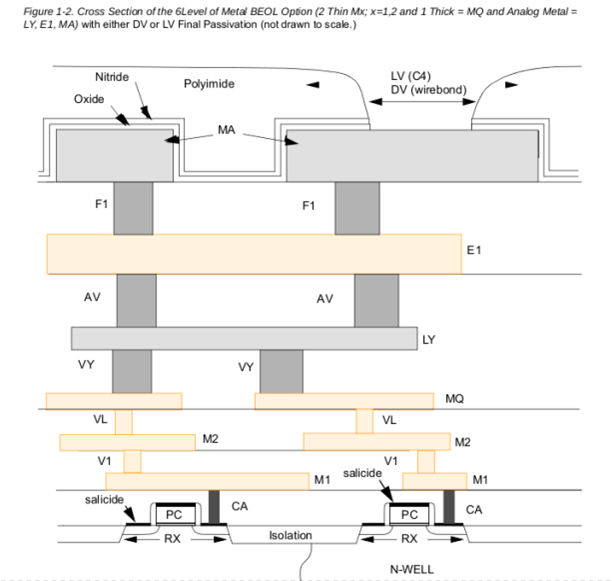 Figure 1-2. Cross Section of the 6Level of Metal BEOL Option (2 Thin Mx; x=1,2 and 1 Thick = MQ and Analog Metal =
LY, E1, MA) with either DV or LV Final Passivation (not drawn to scale.)
Nitride
Polyimide
LV (C4)
DV (wirebond)
Oxide
MA
F1
F1
E1
AV
AV
LY
VY
VY
MQ
VL
VL
M2
M2
V1
V1
M1
salicide
M1
salicide
PC
CA
PC
CA
RX
Isolation
RX
N-WELL